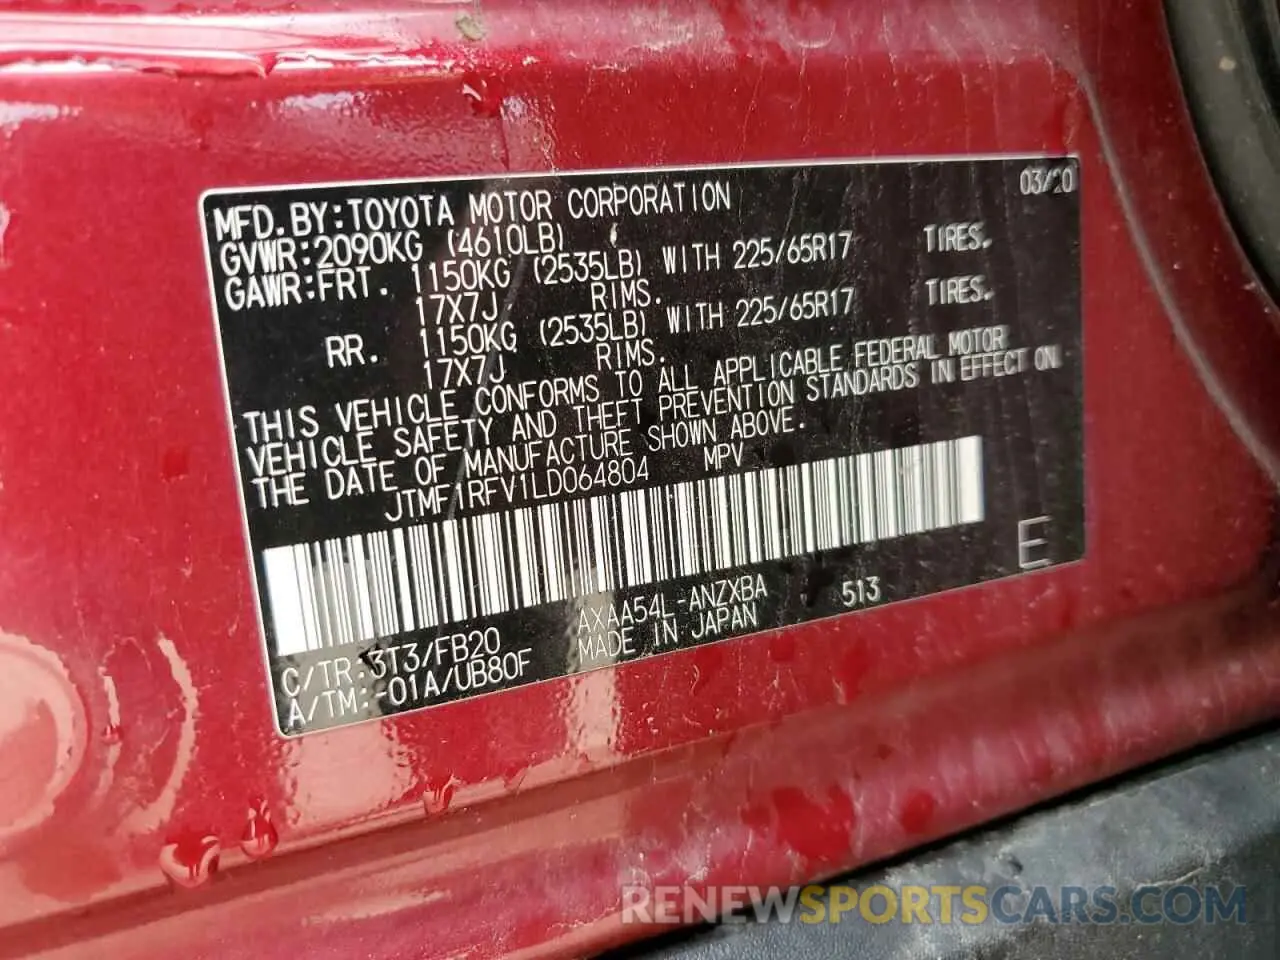 03/20
MFD.BY:TOYOTA MOTOR CORPORATION
GVWR:2090KG (4610LB)
GAWR:FRT. 1150KG (2535LB) WITH 225/65R17 TIRES.
17X7J RIMS.
RR. 1150KG (2535LB) WITH 225/65R17 TIRES.
17X7J RIMS.
THIS VEHICLE CONFORMS TO ALL APPLICABLE FEDERAL MOTOR
VEHICLE SAFETY AND THEFT PREVENTION STANDARDS IN EFFECT ON
THE DATE OF MANUFACTURE SHOWN ABOVE.
JTMF1RFV1LD064804 MPV
E
C/TR:3T3/FB20 AXAA54L-ANZXBA 513
A/TM:-01A/UB80F MADE IN JAPAN
RENEWSPORTSCARS.COM